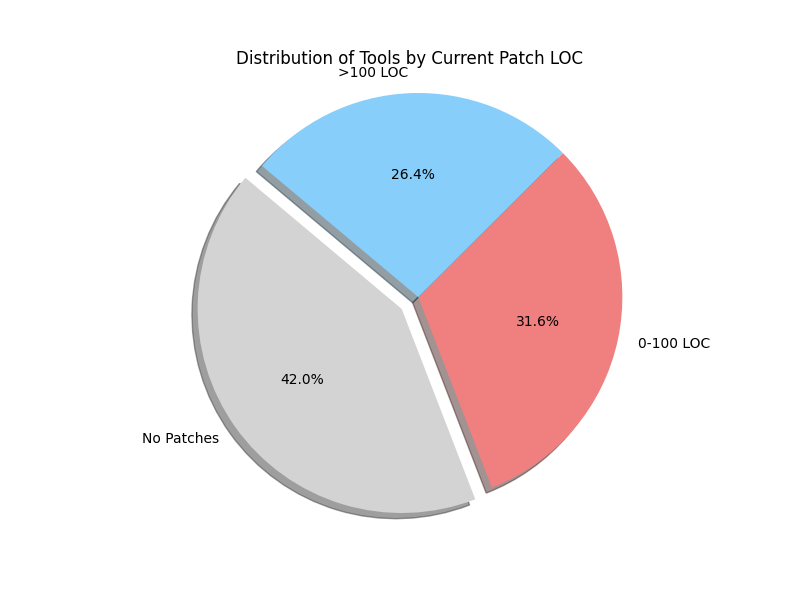 Distribution of Tools by Current Patch LOC
>100 LOC
26.4%
31.6%
0-100 LOC
42.0%
No Patches